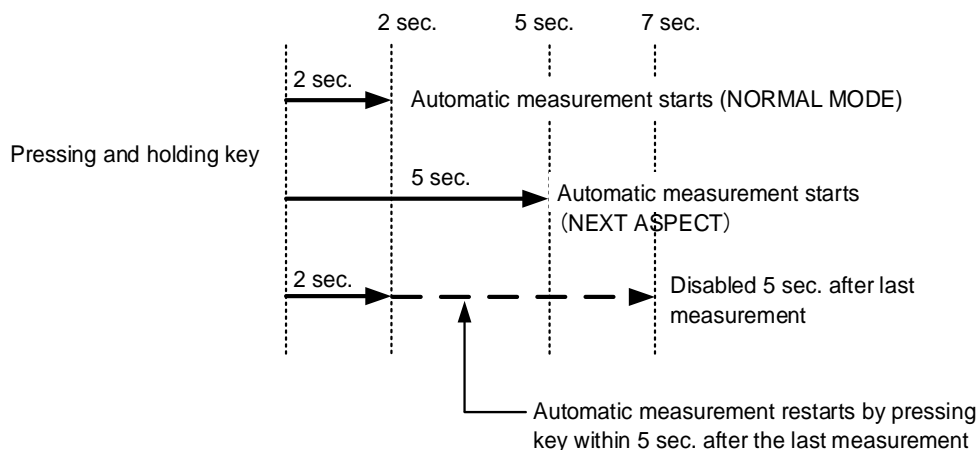 2 sec.
5 sec.
7 sec.
2 sec.
Automatic measurement starts (NORMAL MODE)
Pressing and holding key
5 sec.
Automatic measurement starts
（NEXT ASPECT）
2 sec.
Disabled 5 sec. after last
measurement
Automatic measurement restarts by pressing
key within 5 sec. after the last measurement